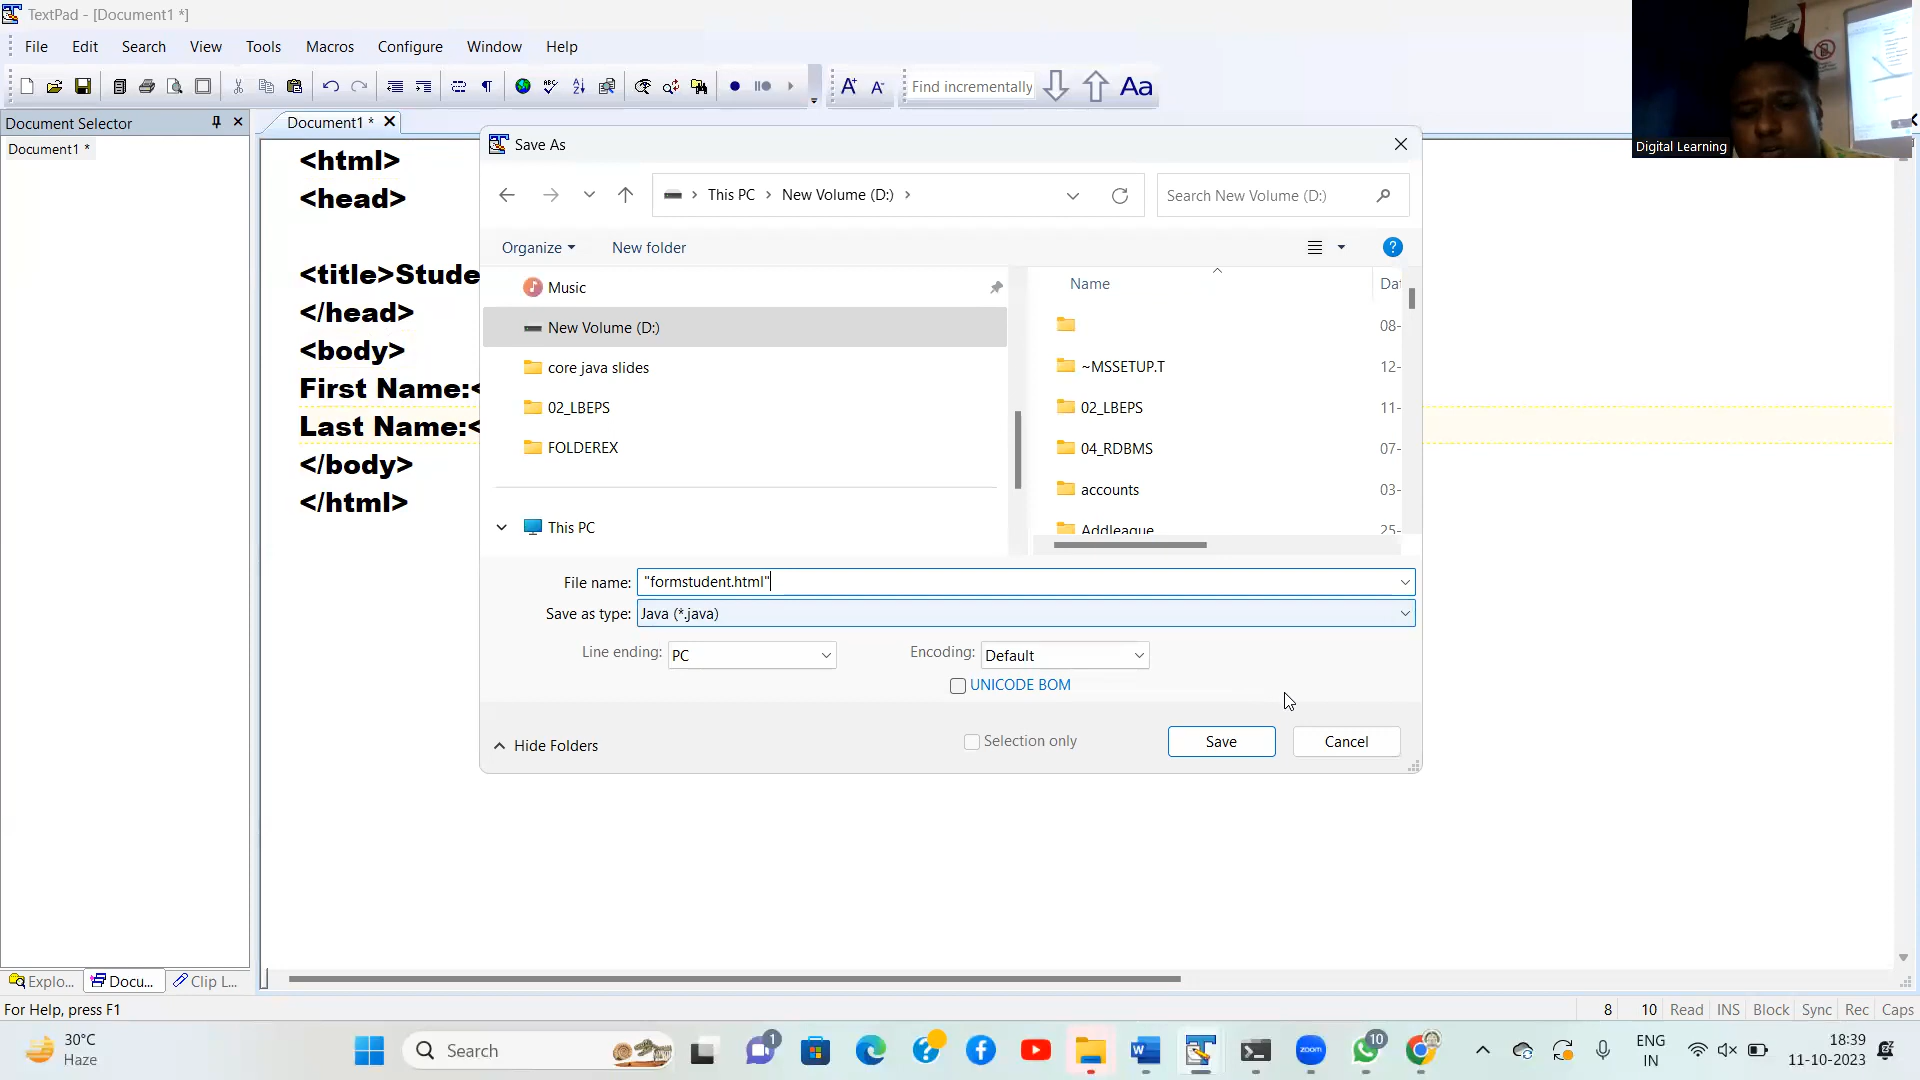 TextPad - [Document1 *]
File Edit Search View Tools Macros Configure Window Help
Find incrementally
Document Selector
Document1 *
Document1 *
<html>
<head>
<title>Stude
</head>
<body>
First Name:<
Last Name:<
</body>
</html>
Save As
This PC > New Volume (D:) >
Search New Volume (D:)
Organize
New folder
Music
New Volume (D:)
core java slides
02_LBEPS
FOLDEREX
This PC
Name
Dat
08-
~MSSETUP.T 12-
02_LBEPS 11-
04_RDBMS 07-
accounts 03-
Addleague 25-
File name: "formstudent.html"
Save as type: Java (*.java)
Line ending: PC
Encoding: Default
UNICODE BOM
Hide Folders
Selection only
Save
Cancel
Digital Learning
Explo...
Docu...
Clip L...
For Help, press F1
8 10 Read INS Block Sync Rec Caps
30°C
Haze
Search
1
zoom
10
ENG
IN
18:39
11-10-2023